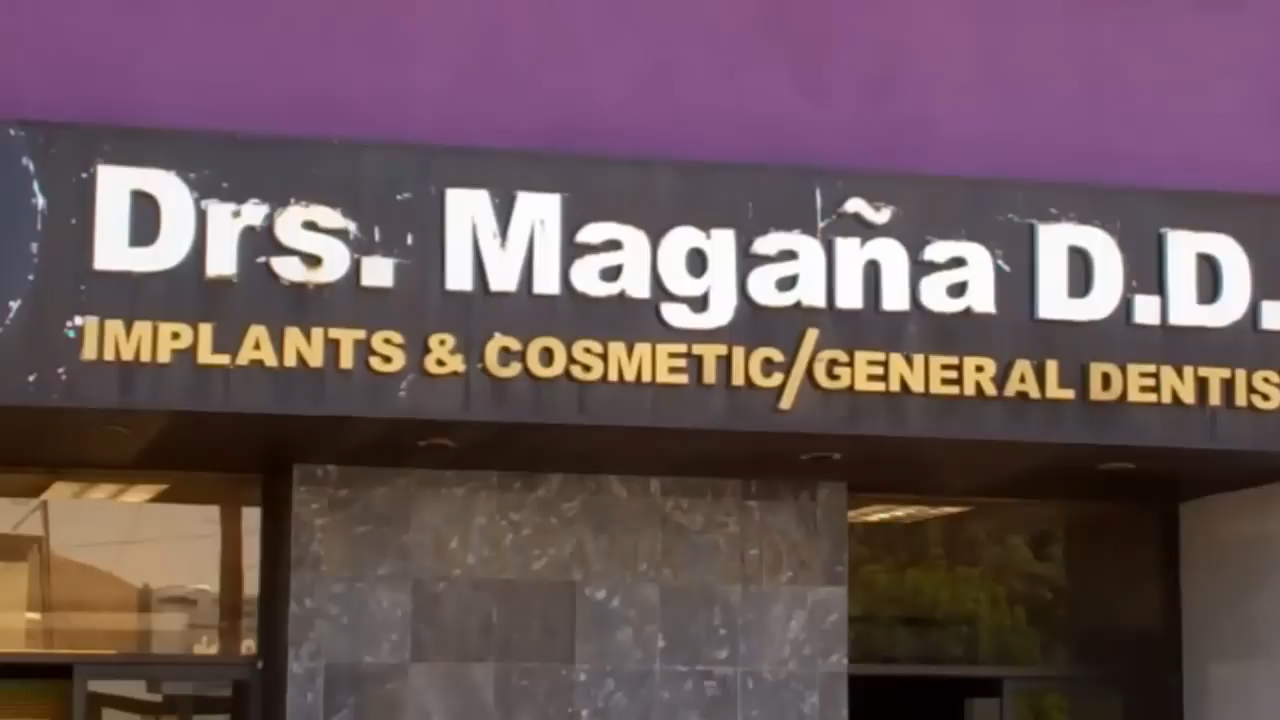 Drs. Magaña D.D.
IMPLANTS & COSMETIC/GENERAL DENTIS